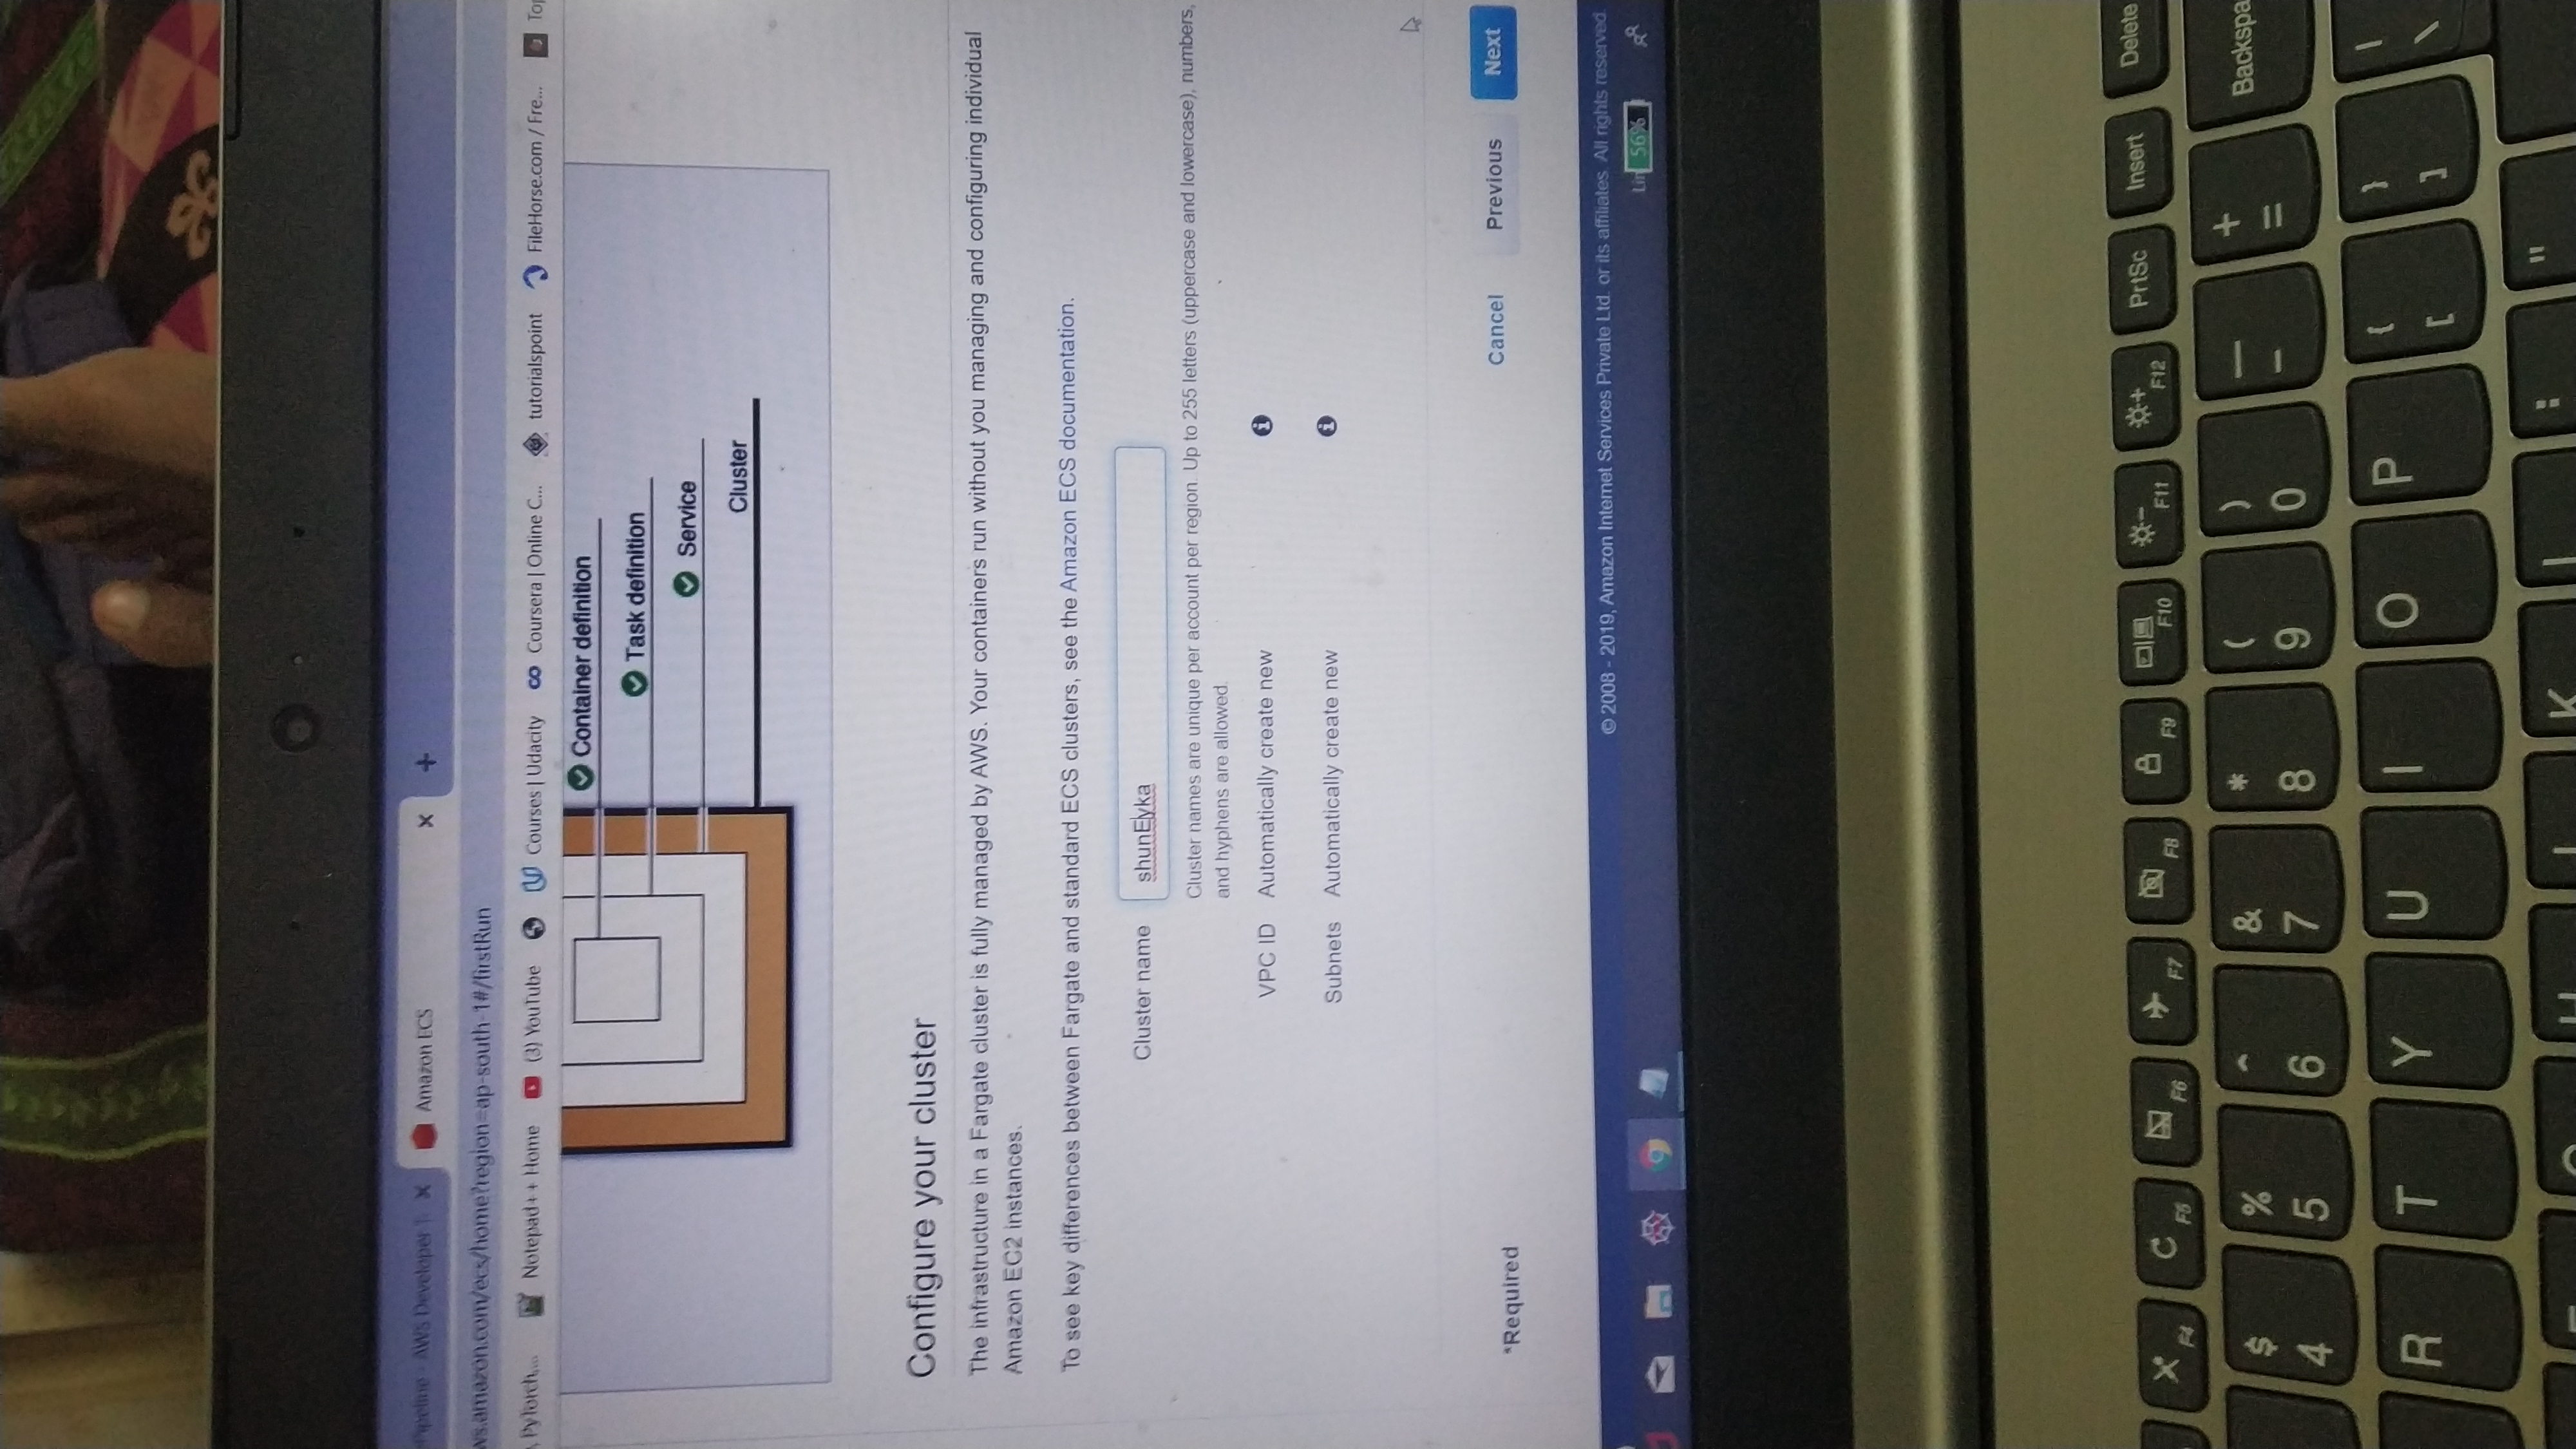 Pipeline - AWS Developer T
Amazon ECS
ws.amazon.com/ecs/home?region=ap-south-1#/firstRun
, PyTorch,...
Notepad++ Home
(3) YouTube
Courses | Udacity
Coursera | Online C...
tutorialspoint
FileHorse.com / Fre...
Top
Container definition
Task definition
Service
Cluster
Configure your cluster
The infrastructure in a Fargate cluster is fully managed by AWS. Your containers run without you managing and configuring individual
Amazon EC2 instances.
To see key differences between Fargate and standard ECS clusters, see the Amazon ECS documentation.
Cluster name shunEyka
Cluster names are unique per account per region. Up to 255 letters (uppercase and lowercase), numbers,
and hyphens are allowed.
VPC ID Automatically create new
Subnets Automatically create new
*Required
Cancel Previous Next
© 2008 - 2019, Amazon Internet Services Private Ltd. or its affiliates. All rights reserved.
Lin 56%
F4 F5 F6 F7 F8 F9 F10 F11 F12 PrtSc Insert Delete
$ % ^ & * ( ) — +
4 5 6 7 8 9 0 - = Backspa
R T Y U I O P { } |
[ ] \
K L : "